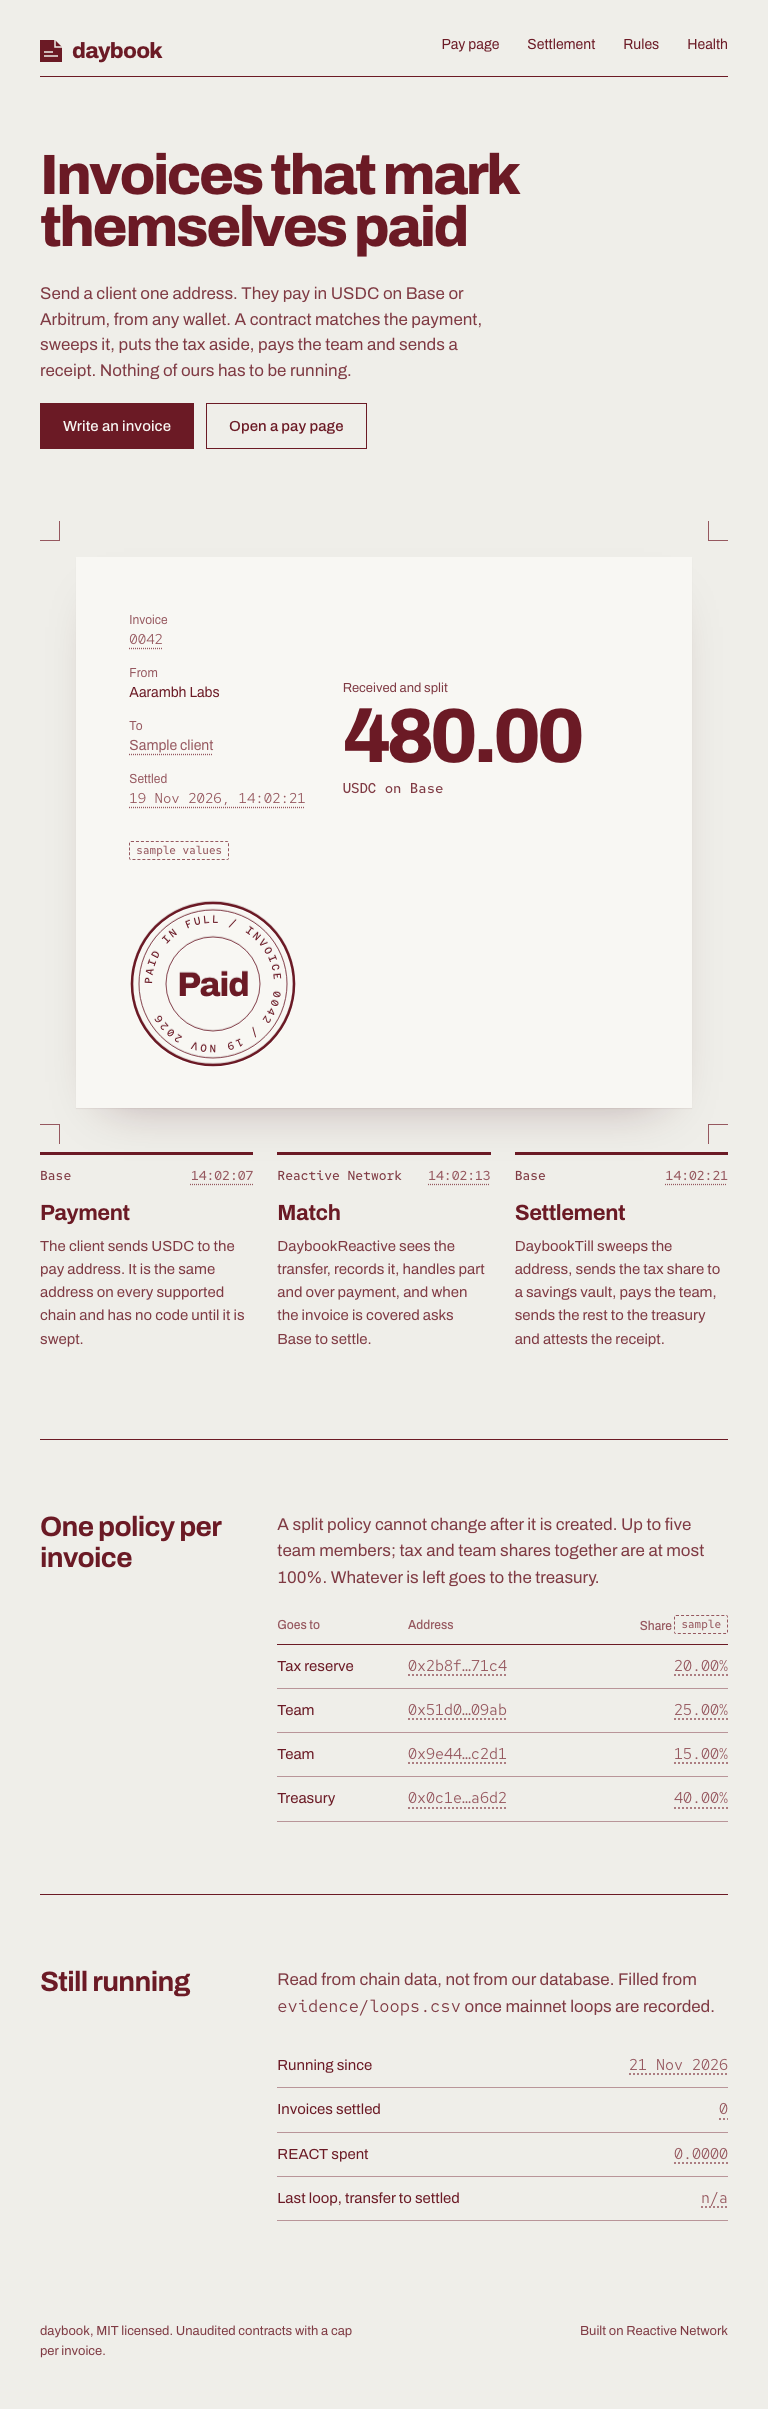 daybook
Pay page Settlement Rules Health
Invoices that mark
themselves paid
Send a client one address. They pay in USDC on Base or
Arbitrum, from any wallet. A contract matches the payment,
sweeps it, puts the tax aside, pays the team and sends a
receipt. Nothing of ours has to be running.
Write an invoice Open a pay page
Invoice
0042
From
Aarambh Labs
To
Sample client
Settled
19 Nov 2026, 14:02:21
sample values
Received and split
480.00
USDC on Base
PAID IN FULL / INVOICE 0042 / 19 NOV 2026
Paid
Base 14:02:07
Payment
The client sends USDC to the
pay address. It is the same
address on every supported
chain and has no code until it is
swept.
Reactive Network 14:02:13
Match
DaybookReactive sees the
transfer, records it, handles part
and over payment, and when
the invoice is covered asks
Base to settle.
Base 14:02:21
Settlement
DaybookTill sweeps the
address, sends the tax share to
a savings vault, pays the team,
sends the rest to the treasury
and attests the receipt.
One policy per
invoice
A split policy cannot change after it is created. Up to five
team members; tax and team shares together are at most
100%. Whatever is left goes to the treasury.
Goes to Address Share sample
Tax reserve 0x2b8f…71c4 20.00%
Team 0x51d0…09ab 25.00%
Team 0x9e44…c2d1 15.00%
Treasury 0x0c1e…a6d2 40.00%
Still running
Read from chain data, not from our database. Filled from
evidence/loops.csv once mainnet loops are recorded.
Running since 21 Nov 2026
Invoices settled 0
REACT spent 0.0000
Last loop, transfer to settled n/a
daybook, MIT licensed. Unaudited contracts with a cap
per invoice.
Built on Reactive Network